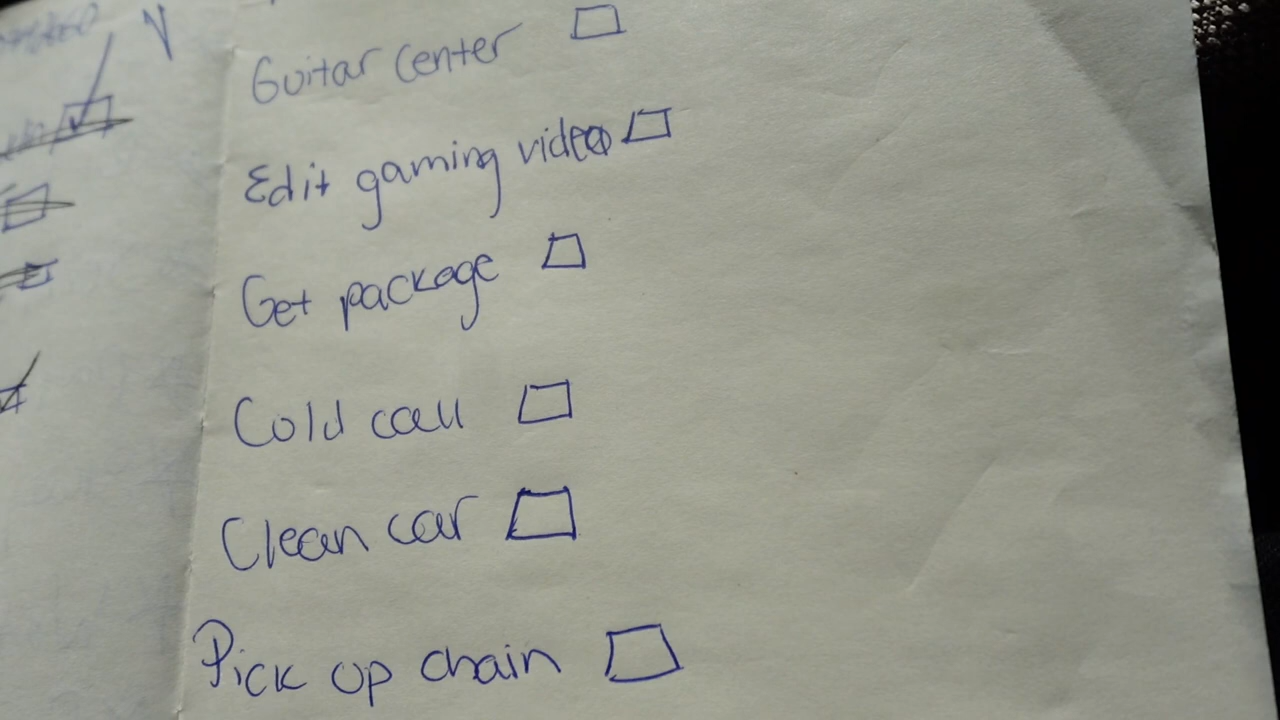 Guitar Center
Edit gaming video
Get package
Cold call
Clean car
Pick up chain